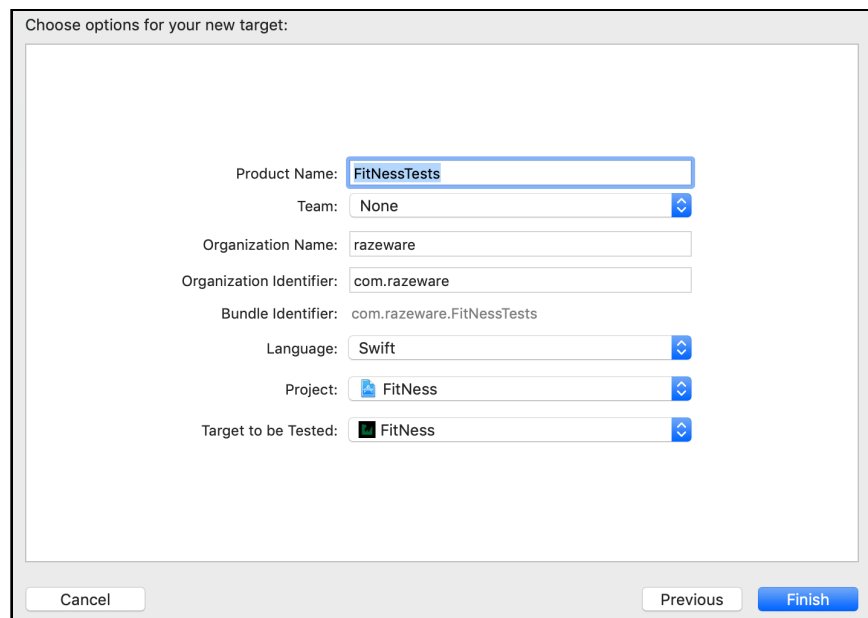 Choose options for your new target:
Product Name: FitNessTests
Team: None
Organization Name: razeware
Organization Identifier: com.razeware
Bundle Identifier: com.razeware.FitNessTests
Language: Swift
Project: FitNess
Target to be Tested: FitNess
Cancel Previous Finish